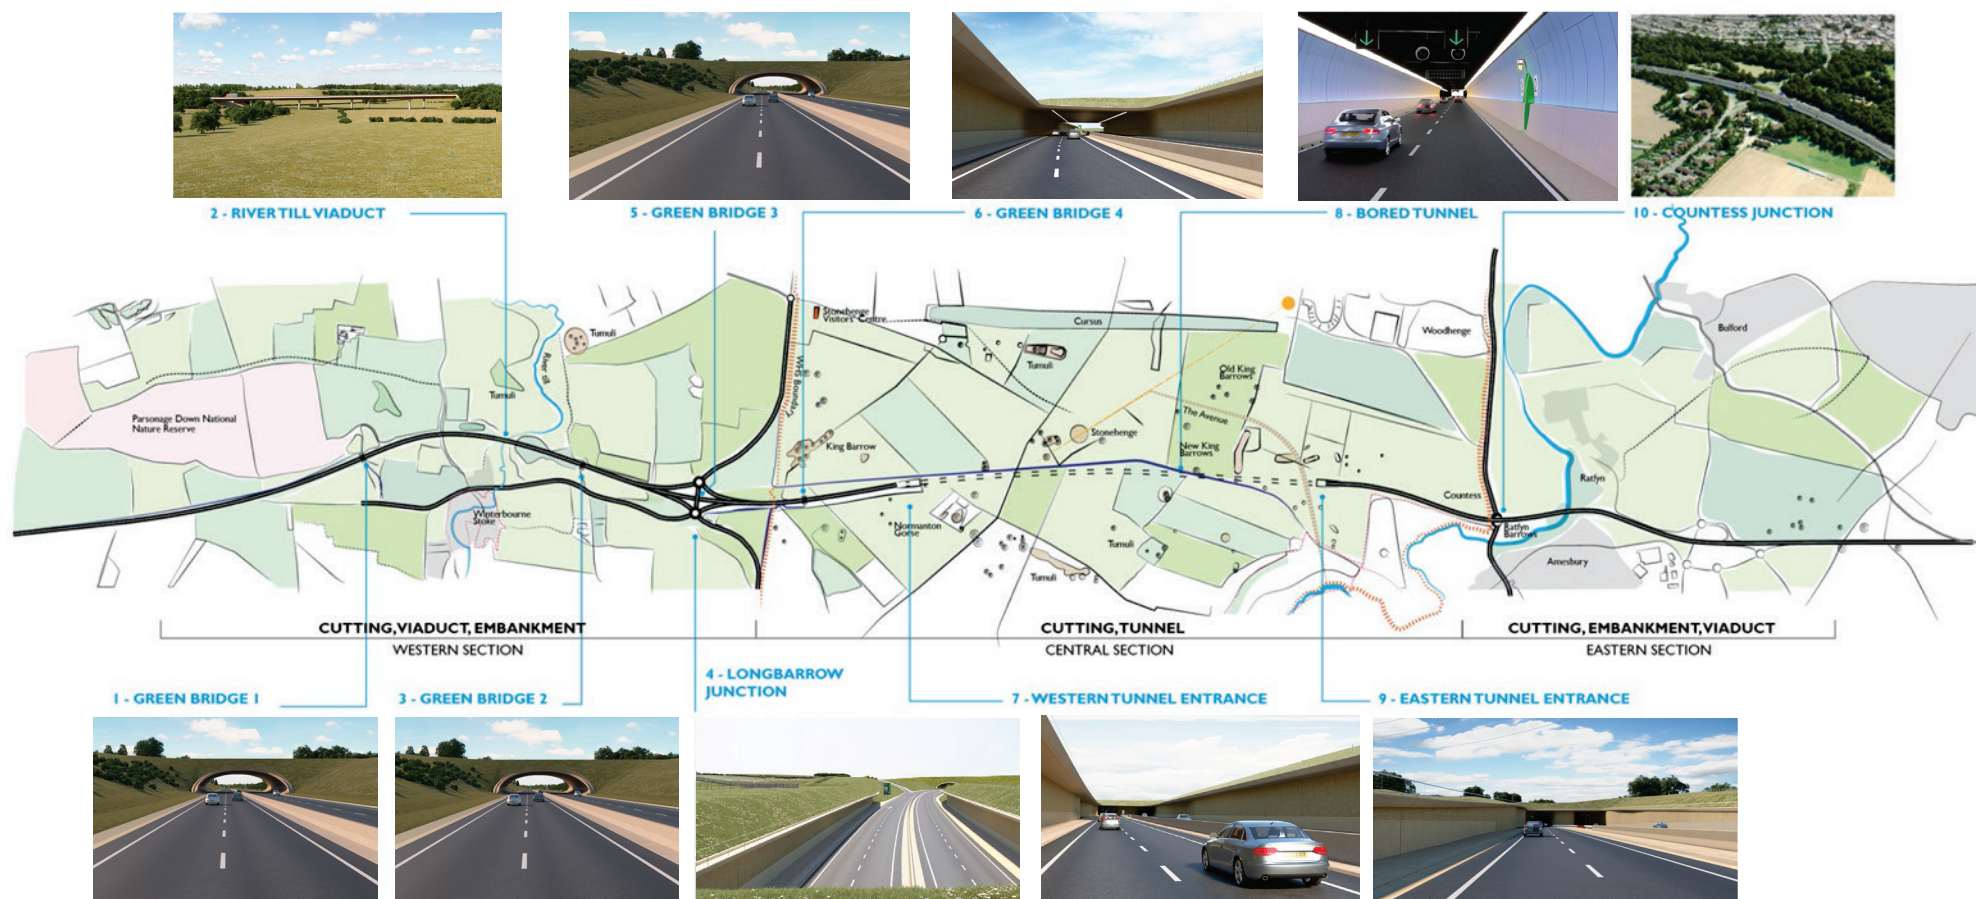 2 - RIVER TILL VIADUCT
5 - GREEN BRIDGE 3
6 - GREEN BRIDGE 4
8 - BORED TUNNEL
10 - COUNTESS JUNCTION
Stonehenge
Visitors' Centre
Cursus
Woodhenge
Bulford
Tumuli
River till
WHS Boundary
Tumuli
Old King
Barrows
Tumuli
Parsonage Down National
Nature Reserve
The Avenue
King Barrow
Stonehenge
New King
Barrows
Ratfyn
Countess
Winterbourne
Stoke
Normanton
Gorse
Ratfyn
Barrows
Tumuli
Amesbury
Tumuli
CUTTING, VIADUCT, EMBANKMENT
WESTERN SECTION
CUTTING, TUNNEL
CENTRAL SECTION
CUTTING, EMBANKMENT, VIADUCT
EASTERN SECTION
1 - GREEN BRIDGE 1
3 - GREEN BRIDGE 2
4 - LONGBARROW
JUNCTION
7 - WESTERN TUNNEL ENTRANCE
9 - EASTERN TUNNEL ENTRANCE